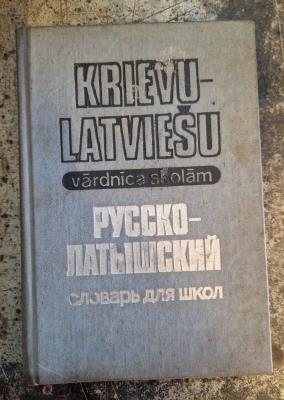 KRIEVU-
LATVIEŠU
vārdnīca skolām
РУССКО-
ЛАТЫШСКИЙ
словарь для школ